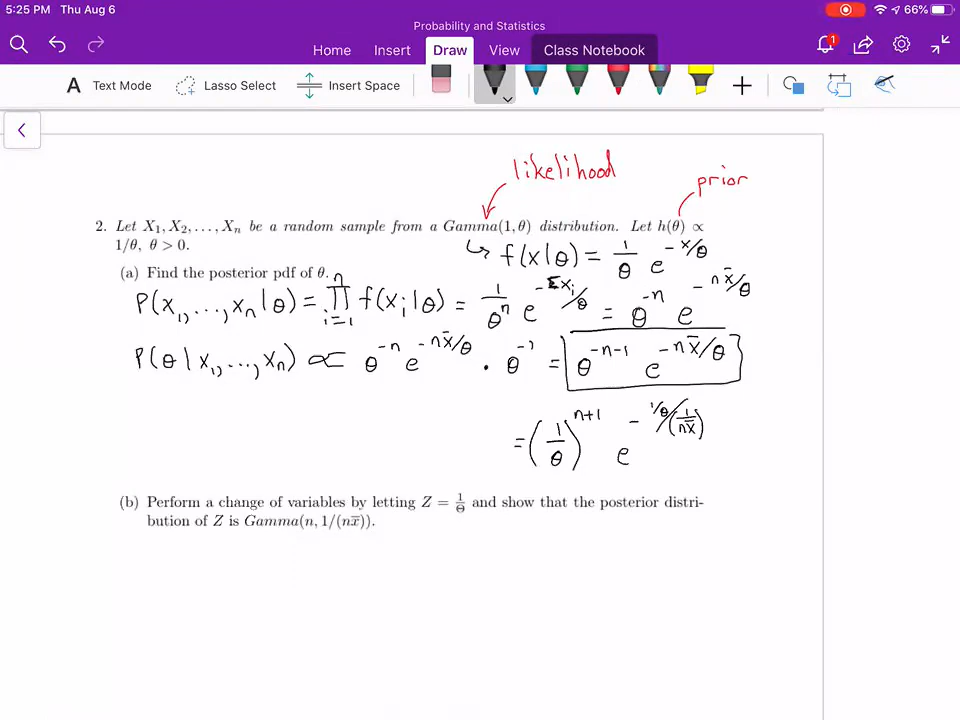 5:25 PM Thu Aug 6 66%
Probability and Statistics
Home Insert Draw View Class Notebook 1
A Text Mode Lasso Select Insert Space
likelihood
prior
2. Let X₁, X₂, . . . , Xₙ be a random sample from a Gamma(1, θ) distribution. Let h(θ) ∝
1/θ, θ > 0.
f(x|θ) = 1/θ e^(-x/θ)
(a) Find the posterior pdf of θ.
P(x₁, ..., xₙ|θ) = ∏_{i=1}^{n} f(xᵢ|θ) = 1/θⁿ e^(-Σxᵢ/θ) = θ^(-n) e^(-nx̄/θ)
P(θ|x₁, ..., xₙ) ∝ θ^(-n) e^(-nx̄/θ) · θ^(-1) = θ^(-n-1) e^(-nx̄/θ)
= (1/θ)^(n+1) e^(-1/θ/(1/nx̄))
(b) Perform a change of variables by letting Z = 1/Θ and show that the posterior distri-
bution of Z is Gamma(n, 1/(nx̄)).